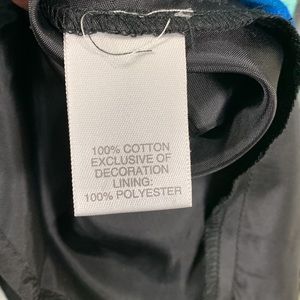 100% COTTON
EXCLUSIVE OF
DECORATION
LINING:
100% POLYESTER